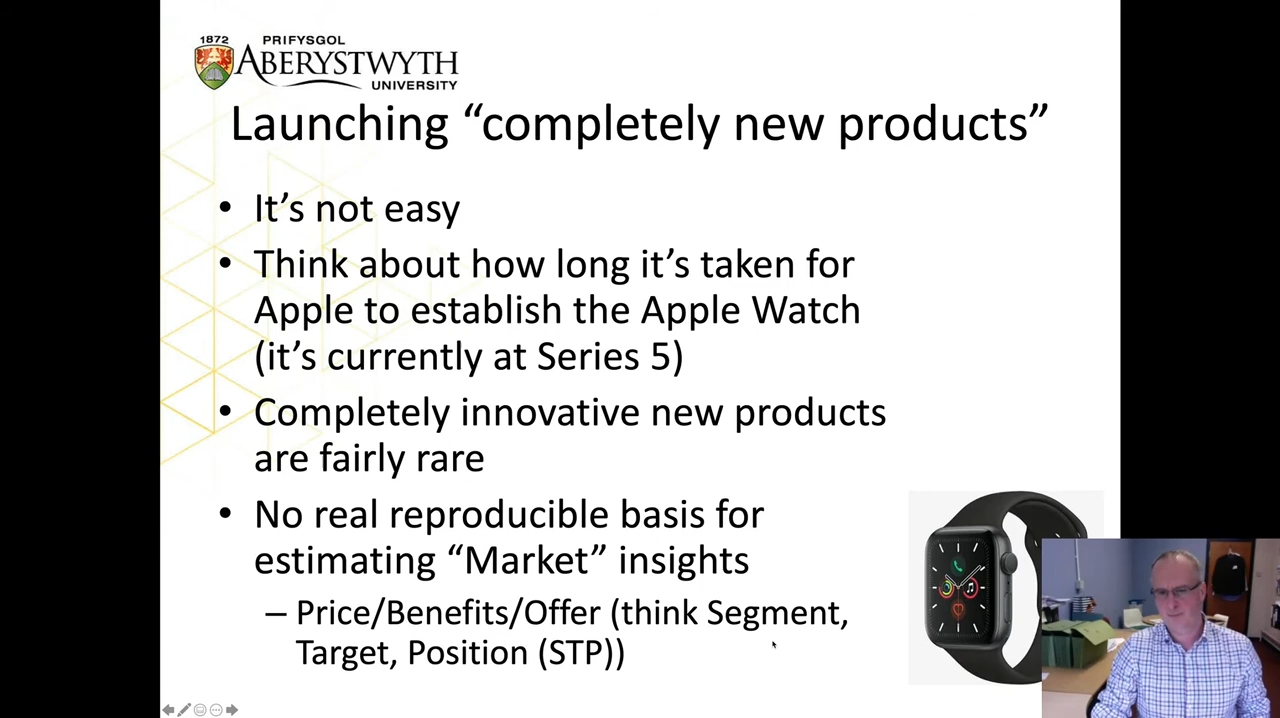 1872 PRIFYSGOL
ABERYSTWYTH
UNIVERSITY
Launching “completely new products”
• It’s not easy
• Think about how long it’s taken for
Apple to establish the Apple Watch
(it’s currently at Series 5)
• Completely innovative new products
are fairly rare
• No real reproducible basis for
estimating “Market” insights
– Price/Benefits/Offer (think Segment,
Target, Position (STP))